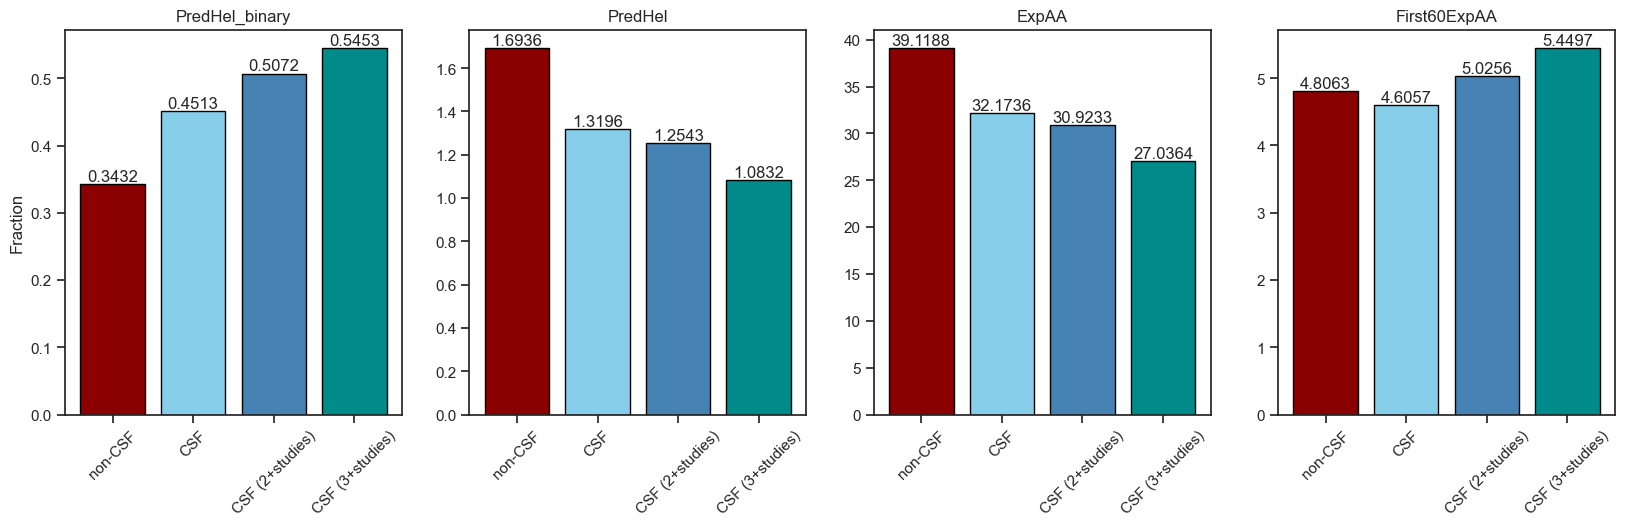 PredHel_binary
Fraction
0.5
0.4
0.3
0.2
0.1
0.0
0.3432
0.4513
0.5072
0.5453
non-CSF
CSF
CSF (2+studies)
CSF (3+studies)
PredHel
1.6
1.4
1.2
1.0
0.8
0.6
0.4
0.2
0.0
1.6936
1.3196
1.2543
1.0832
non-CSF
CSF
CSF (2+studies)
CSF (3+studies)
ExpAA
40
35
30
25
20
15
10
5
0
39.1188
32.1736
30.9233
27.0364
non-CSF
CSF
CSF (2+studies)
CSF (3+studies)
First60ExpAA
5
4
3
2
1
0
4.8063
4.6057
5.0256
5.4497
non-CSF
CSF
CSF (2+studies)
CSF (3+studies)